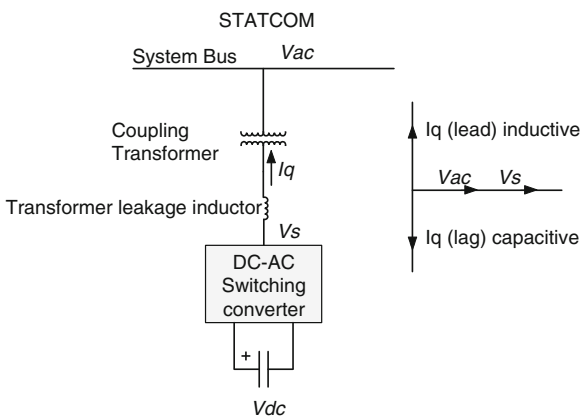 STATCOM
System Bus
Vac
Coupling
Transformer
Iq
Transformer leakage inductor
Vs
DC-AC
Switching
converter
+
Vdc
Iq (lead) inductive
Vac
Vs
Iq (lag) capacitive